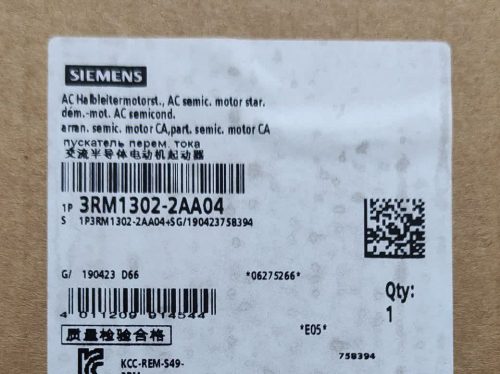 SIEMENS
AC Halbleitermotorst., AC semic. motor star.
dém.-mot. AC semicond.
arran. semic. motor CA,part. semic. motor CA
пускатель перем. тока
交流半导体电动机起动器
1P 3RM1302-2AA04
S 1P3RM1302-2AA04+SG/190423758394
G/ 190423 D66 *06275266*
Qty:
1
4 011209 914544
*E05*
质量检验合格
758394
KCC-REM-S49-